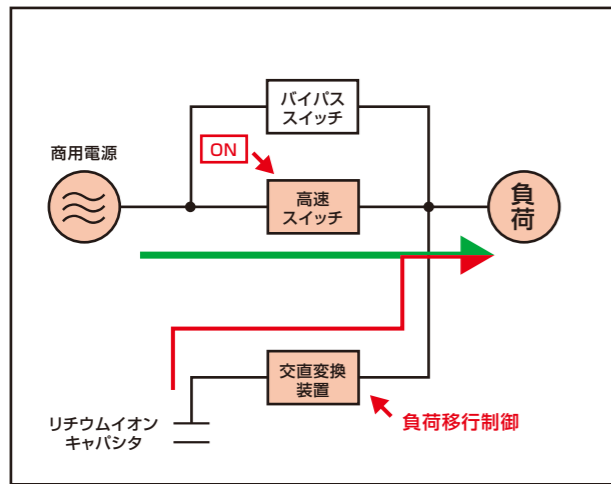 バイパス
スイッチ
商用電源
ON
高速
スイッチ
負
荷
交直変換
装置
リチウムイオン
キャパシタ
負荷移行制御